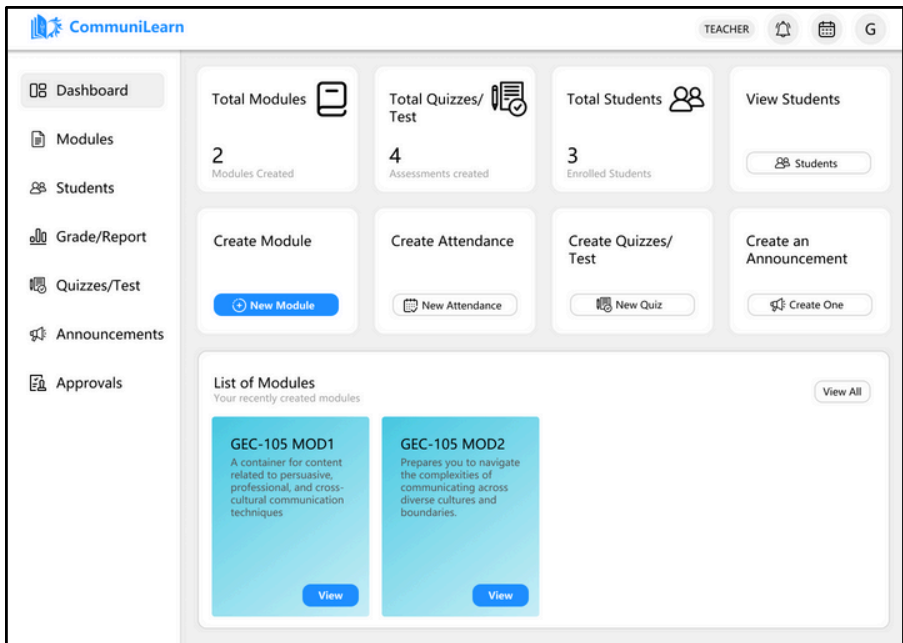 CommuniLearn
TEACHER
G
Dashboard
Modules
Students
Grade/Report
Quizzes/Test
Announcements
Approvals
Total Modules
2
Modules Created
Total Quizzes/
Test
4
Assessments created
Total Students
3
Enrolled Students
View Students
Students
Create Module
New Module
Create Attendance
New Attendance
Create Quizzes/
Test
New Quiz
Create an
Announcement
Create One
List of Modules
Your recently created modules
View All
GEC-105 MOD1
A container for content
related to persuasive,
professional, and cross-
cultural communication
techniques
View
GEC-105 MOD2
Prepares you to navigate
the complexities of
communicating across
diverse cultures and
boundaries.
View